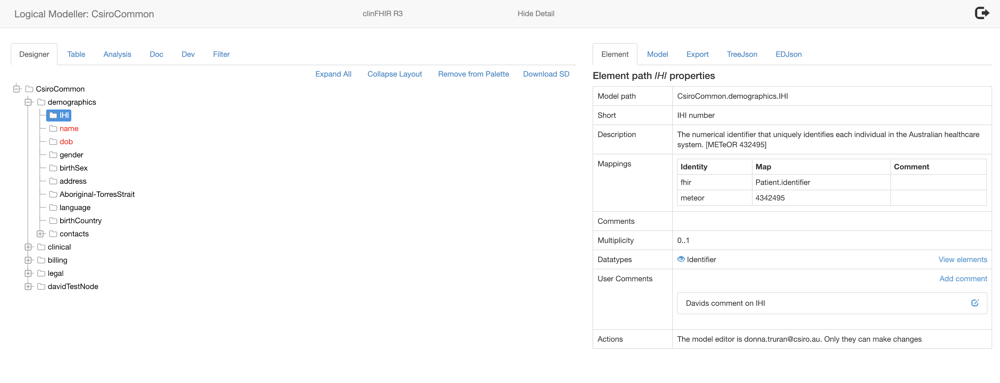 Logical Modeller: CsiroCommon
clinFHIR R3
Hide Detail
Designer
Table
Analysis
Doc
Dev
Filter
Expand All
Collapse Layout
Remove from Palette
Download SD
CsiroCommon
demographics
IHI
name
dob
gender
birthSex
address
Aboriginal-TorresStrait
language
birthCountry
contacts
clinical
billing
legal
davidTestNode
Element
Model
Export
TreeJson
EDJson
Element path IHI properties
Model path CsiroCommon.demographics.IHI
Short IHI number
Description The numerical identifier that uniquely identifies each individual in the Australian healthcare
system. [METeOR 432495]
Mappings
Identity Map Comment
fhir Patient.identifier
meteor 4342495
Comments
Multiplicity 0..1
Datatypes Identifier View elements
User Comments Add comment
Davids comment on IHI
Actions The model editor is donna.truran@csiro.au. Only they can make changes